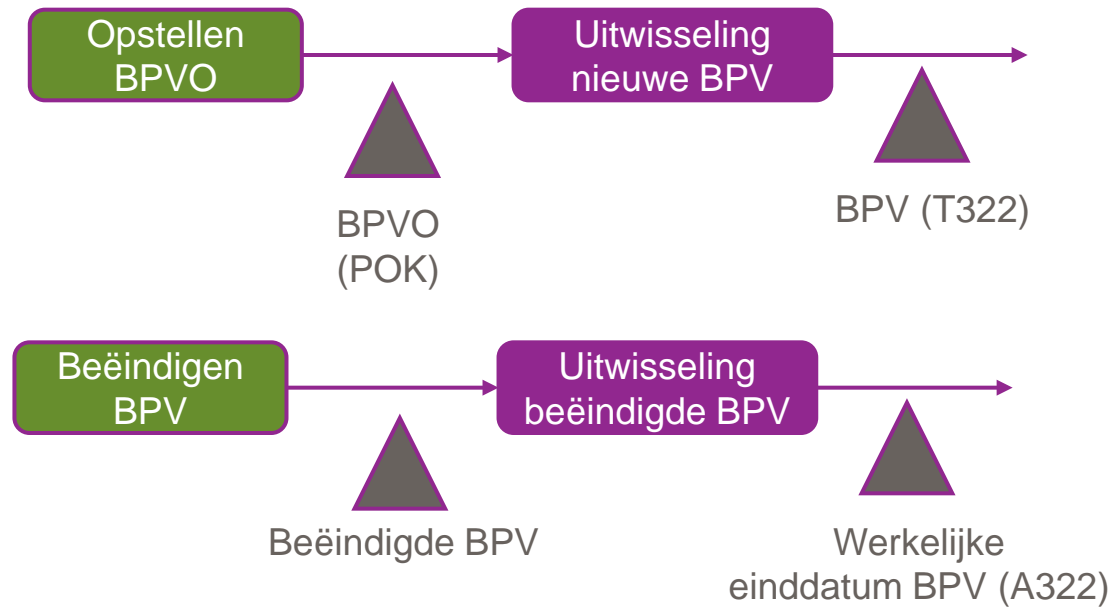 Opstellen
BPVO
Uitwisseling
nieuwe BPV
BPVO
(POK)
BPV (T322)
Beëindigen
BPV
Uitwisseling
beëindigde BPV
Beëindigde BPV
Werkelijke
einddatum BPV (A322)